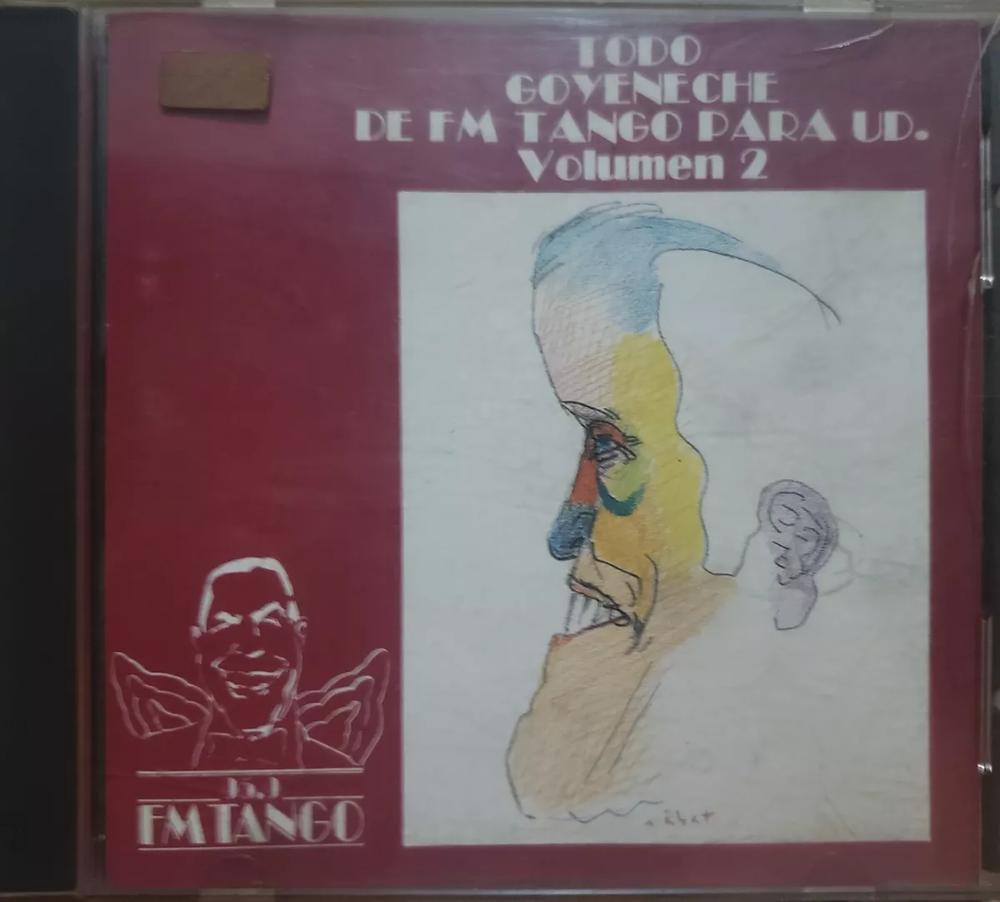 TODO
GOYENECHE
DE FM TANGO PARA UD.
Volumen 2
FM TANGO